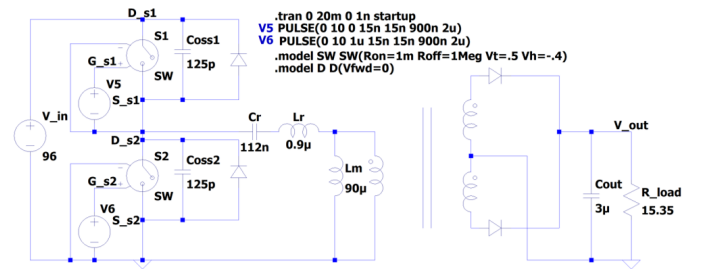 .tran 0 20m 0 1n startup
V5 PULSE(0 10 0 15n 15n 900n 2u)
V6 PULSE(0 10 1u 15n 15n 900n 2u)
.model SW SW(Ron=1m Roff=1Meg Vt=.5 Vh=-.4)
.model D D(Vfwd=0)
D_s1
S1
Coss1
125p
G_s1
SW
V5
S_s1
V_in
96
D_s2
S2
Coss2
125p
G_s2
SW
V6
S_s2
Cr
112n
Lr
0.9µ
Lm
90µ
V_out
Cout
3µ
R_load
15.35